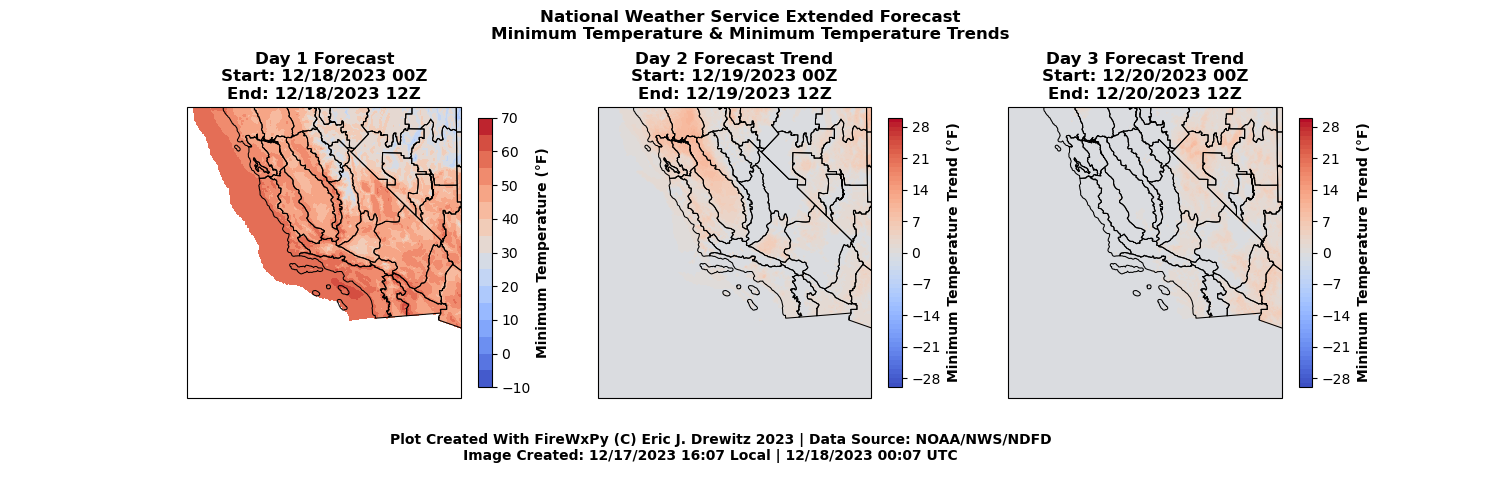 National Weather Service Extended Forecast
Minimum Temperature & Minimum Temperature Trends
Day 1 Forecast
Start: 12/18/2023 00Z
End: 12/18/2023 12Z
70
60
50
40
30
20
10
0
−10
Minimum Temperature (°F)
Day 2 Forecast Trend
Start: 12/19/2023 00Z
End: 12/19/2023 12Z
28
21
14
7
0
−7
−14
−21
−28
Minimum Temperature Trend (°F)
Day 3 Forecast Trend
Start: 12/20/2023 00Z
End: 12/20/2023 12Z
28
21
14
7
0
−7
−14
−21
−28
Minimum Temperature Trend (°F)
Plot Created With FireWxPy (C) Eric J. Drewitz 2023 | Data Source: NOAA/NWS/NDFD
Image Created: 12/17/2023 16:07 Local | 12/18/2023 00:07 UTC